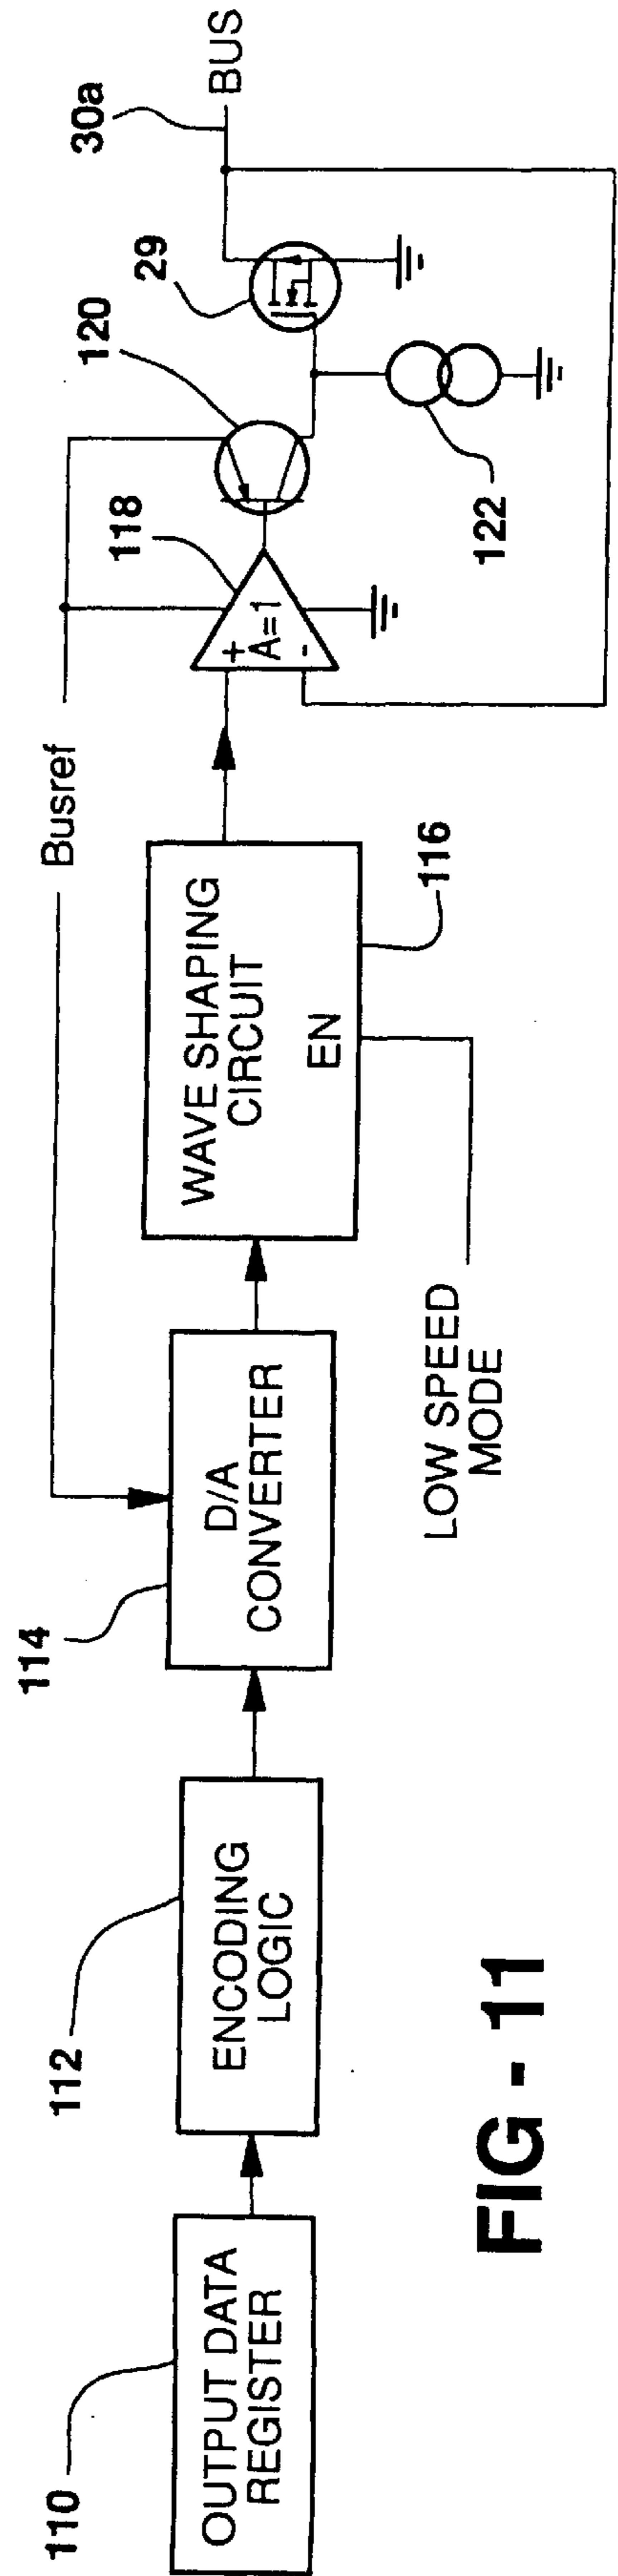 110
OUTPUT DATA
REGISTER
112
ENCODING
LOGIC
114
D/A
CONVERTER
Busref
WAVE SHAPING
CIRCUIT
EN
116
LOW SPEED
MODE
118
+
A=1
-
120
122
29
30a
BUS
FIG - 11